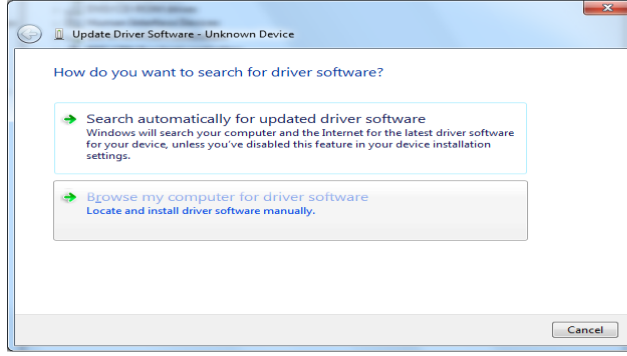 Update Driver Software - Unknown Device
How do you want to search for driver software?
Search automatically for updated driver software
Windows will search your computer and the Internet for the latest driver software
for your device, unless you've disabled this feature in your device installation
settings.
Browse my computer for driver software
Locate and install driver software manually.
Cancel